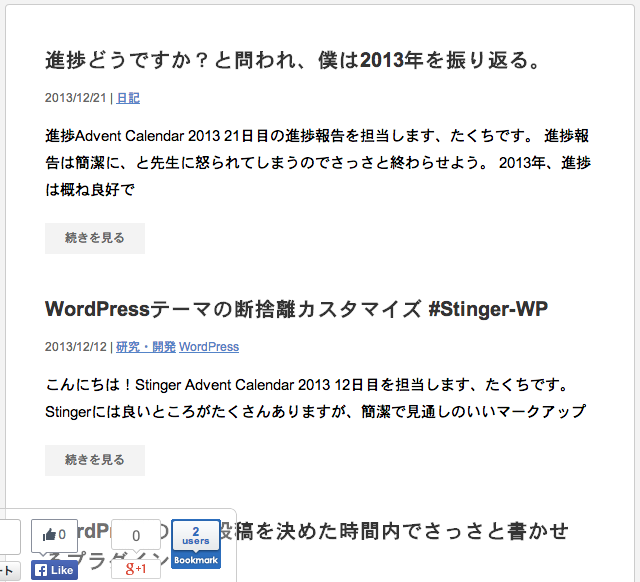 進捗どうですか？と問われ、僕は2013年を振り返る。
2013/12/21 | 日記
進捗Advent Calendar 2013 21日目の進捗報告を担当します、たくちです。 進捗報
告は簡潔に、と先生に怒られてしまうのでさっさと終わらせよう。 2013年、進捗
は概ね良好で
続きを見る
WordPressテーマの断捨離カスタマイズ #Stinger-WP
2013/12/12 | 研究・開発 WordPress
こんにちは！Stinger Advent Calendar 2013 12日目を担当します、たくちです。
Stingerには良いところがたくさんありますが、簡潔で見通しのいいマークアップ
続きを見る
投稿を決めた時間内でさっさと書かせ
るプラグイン
0
0
2
users
ート
Like
g+1
Bookmark